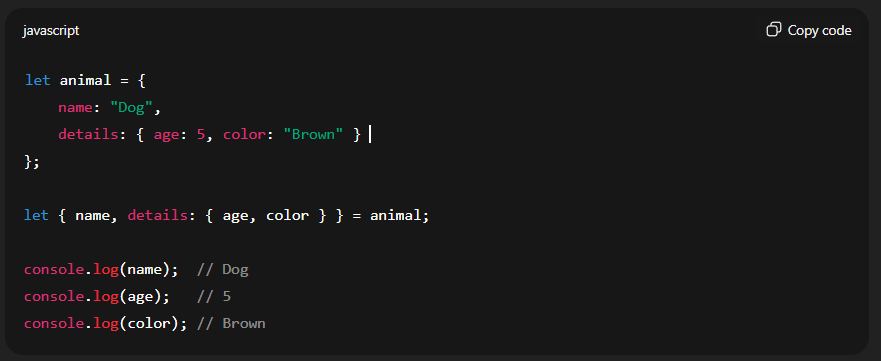 javascript
Copy code
let animal = {
    name: "Dog",
    details: { age: 5, color: "Brown" }
};
let { name, details: { age, color } } = animal;
console.log(name);  // Dog
console.log(age);   // 5
console.log(color); // Brown